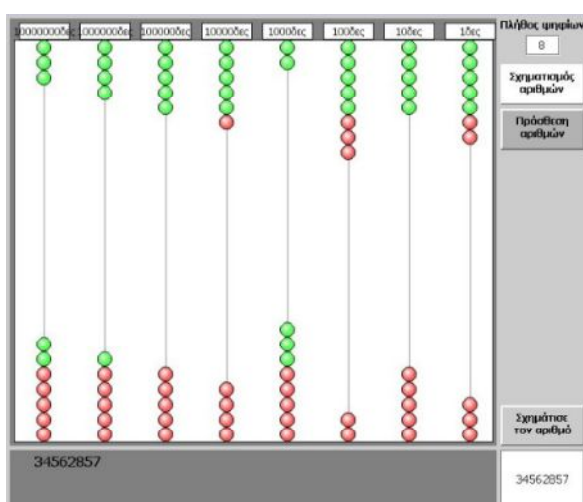 10000000δες 1000000δες 100000δες 10000δες 1000δες 100δες 10δες 1δες
Πλήθος ψηφίων
8
Σχηματισμός
αριθμών
Πρόσθεση
αριθμών
Σχημάτισε
τον αριθμό
34562857
34562857